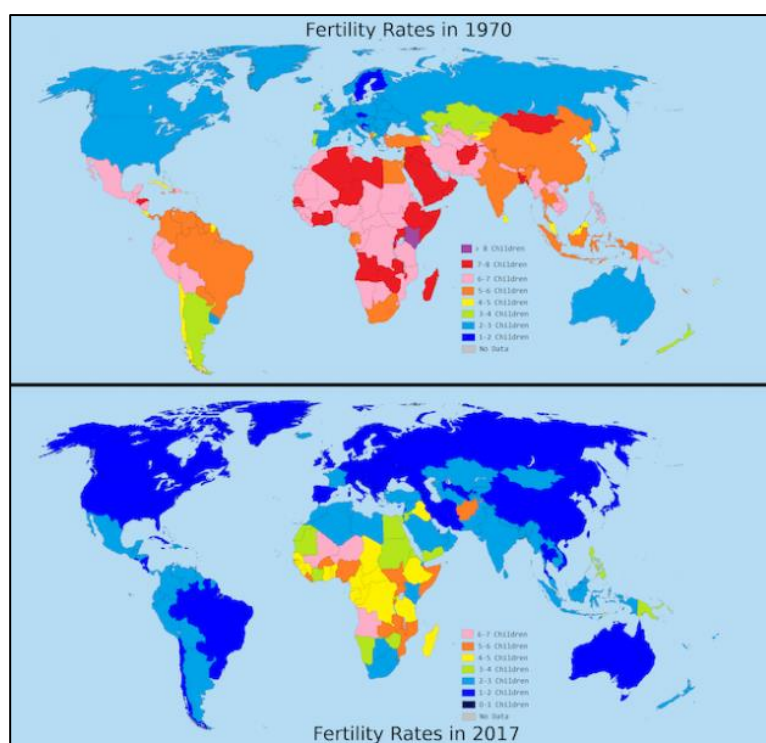 Fertility Rates in 1970
> 8 Children
7-8 Children
6-7 Children
5-6 Children
4-5 Children
3-4 Children
2-3 Children
1-2 Children
No Data
6-7 Children
5-6 Children
4-5 Children
3-4 Children
2-3 Children
1-2 Children
0-1 Children
No Data
Fertility Rates in 2017